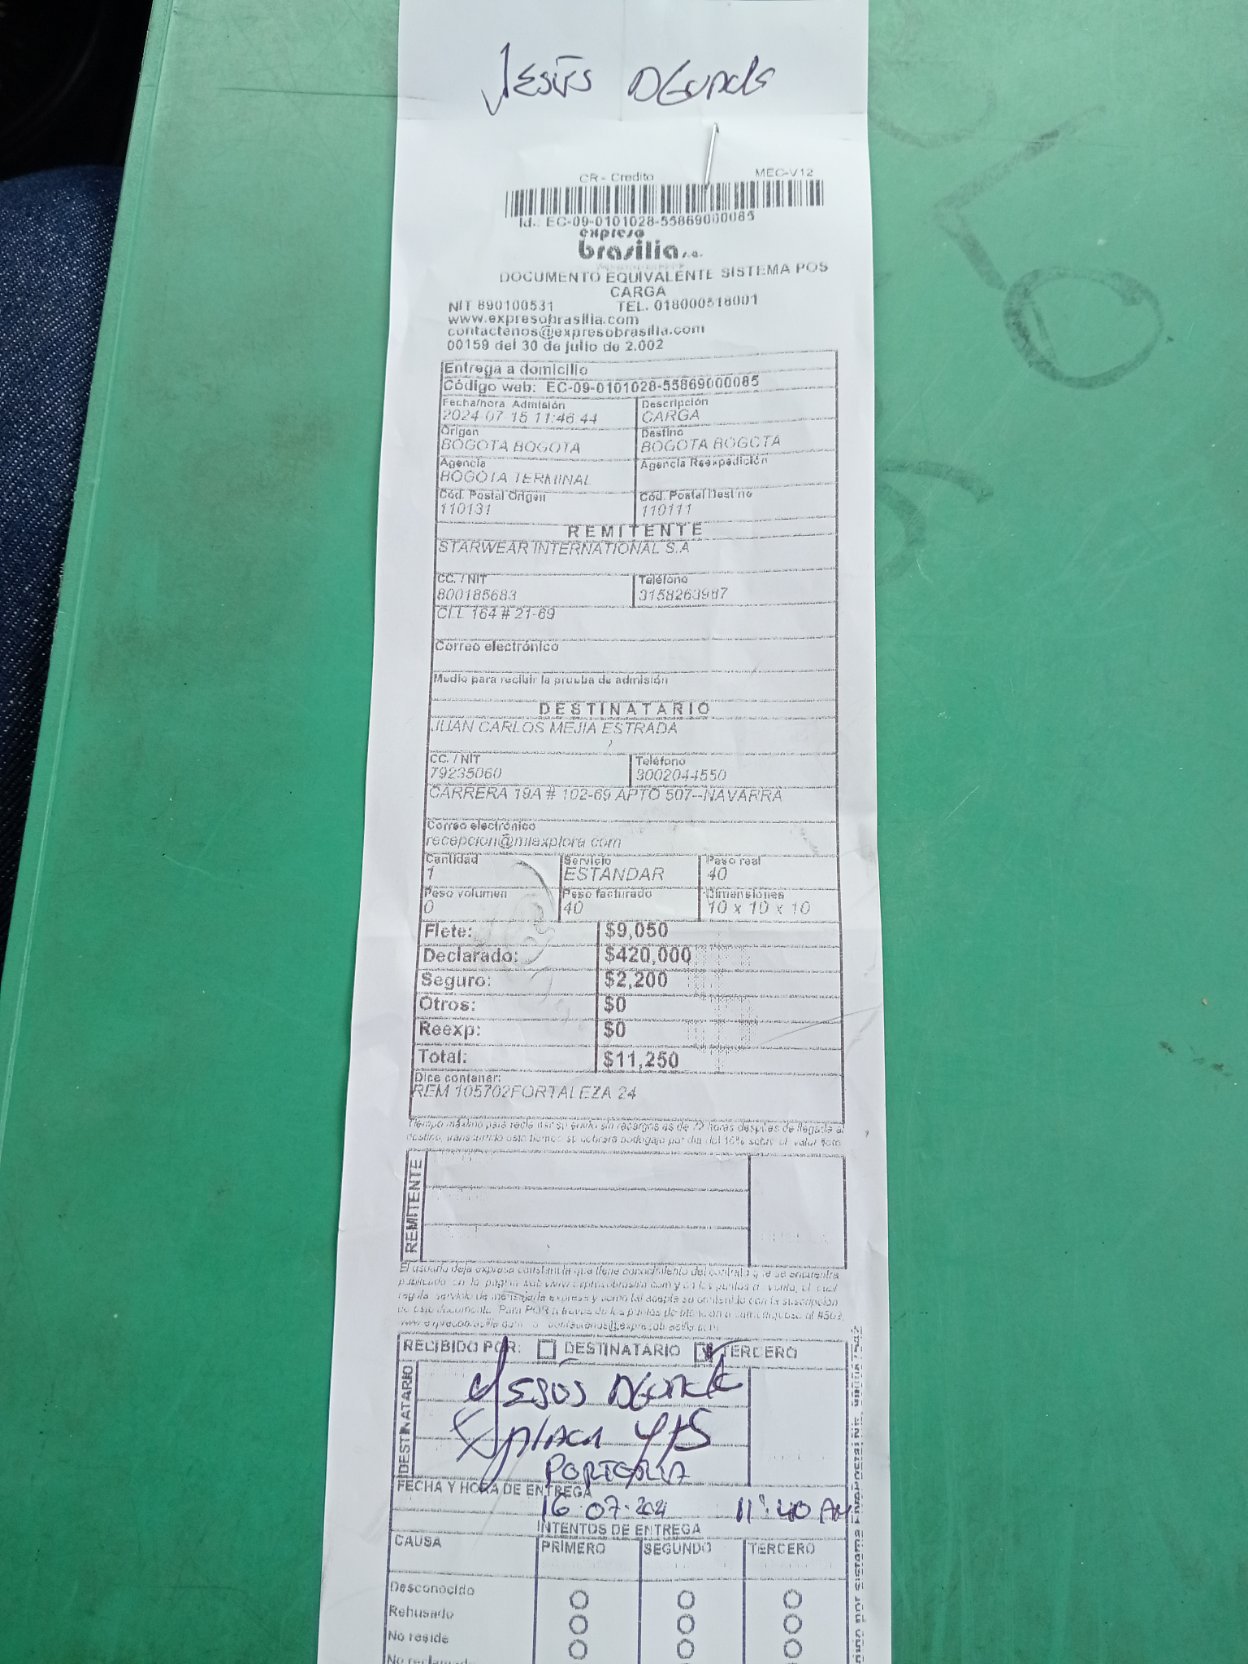 JESÚS
CR - Credito MEC-V12
Id.: EC-09-0101028-55869000085
expreso
brasilia s.a.
DOCUMENTO EQUIVALENTE SISTEMA POS
CARGA
NIT 890100531 TEL. 018000518001
www.expresobrasilia.com
contactenos@expresobrasilia.com
00159 del 30 de julio de 2.002
Entrega a domicilio
Código web: EC-09-0101028-55869000085
Fecha/hora Admisión Descripción
2024-07-15 11:46:44 CARGA
Origen Destino
BOGOTA BOGOTA BOGOTA BOGOTA
Agencia Agencia Reexpedición
BOGOTA TERMINAL
Cód. Postal Origen Cód. Postal Destino
110131 110111
REMITENTE
STARWEAR INTERNATIONAL S.A
CC. / NIT Teléfono
800185683 3158263987
CLL 164 # 21-69
Correo electrónico
Medio para recibir la prueba de admisión
DESTINATARIO
JUAN CARLOS MEJIA ESTRADA
CC. / NIT Teléfono
79235060 3002044550
CARRERA 19A # 102-69 APTO 507--NAVARRA
Correo electrónico
recepcion@miexplora.com
Cantidad Servicio Peso real
1 ESTANDAR 40
Peso volumen Peso facturado Dimensiones
0 40 10 x 10 x 10
Flete: $9,050
Declarado: $420,000
Seguro: $2,200
Otros: $0
Reexp: $0
Total: $11,250
Dice contener:
REM 105702FORTALEZA 24
REMITENTE
RECIBIDO POR: DESTINATARIO TERCERO
DESTINATARIO
JESÚS
PLACA
PORTERIA
FECHA Y HORA DE ENTREGA
16-07-2024 11:40 AM
INTENTOS DE ENTREGA
CAUSA PRIMERO SEGUNDO TERCERO
Desconocido
Rehusado
No reside
No reclamado